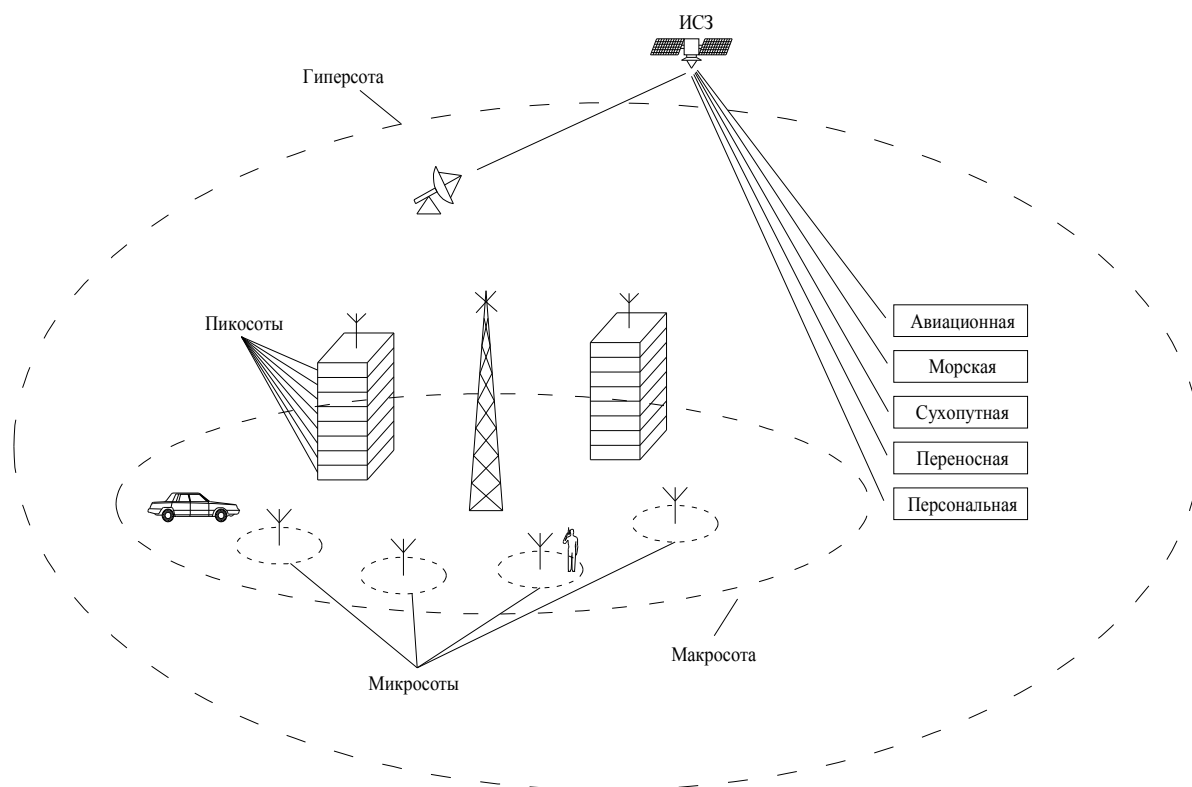 ИСЗ
Гиперсота
Пикосоты
Авиационная
Морская
Сухопутная
Переносная
Персональная
Макросота
Микросоты